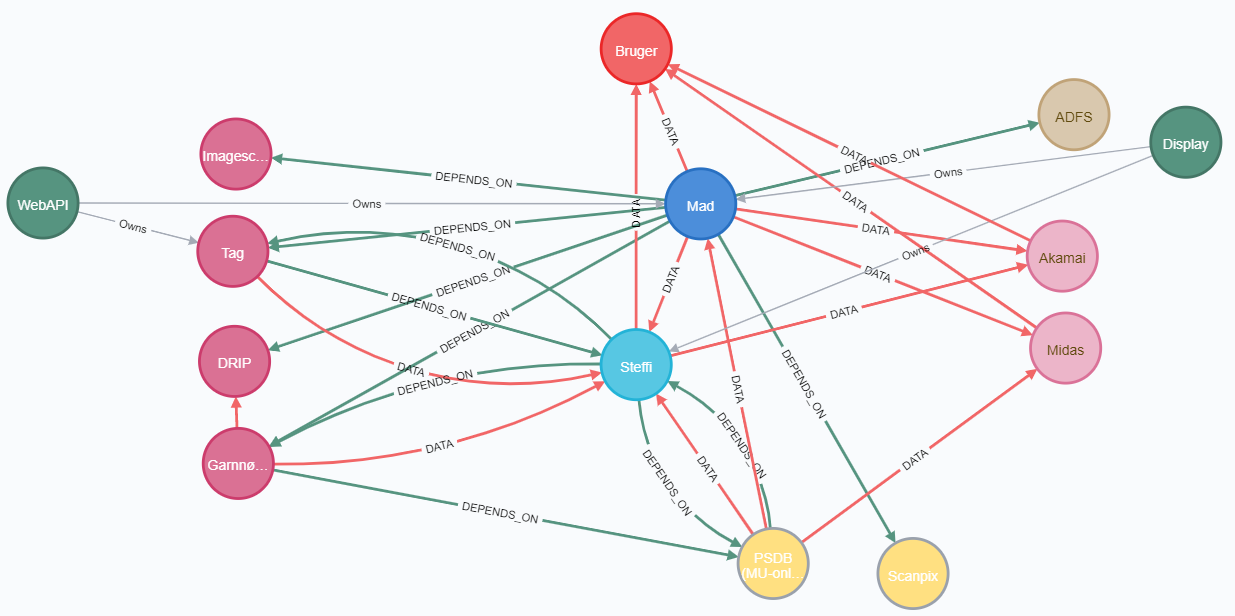 Bruger
ADFS
Display
DATA
DATA
DEPENDS_ON
Imagesc...
DEPENDS_ON
Owns
WebAPI
Owns
Mad
DATA
DATA
Owns
Tag
DEPENDS_ON
DEPENDS_ON
DATA
Owns
Akamai
DEPENDS_ON
DATA
DATA
DEPENDS_ON
DATA
DEPENDS_ON
Midas
DRIP
DATA
Steffi
DEPENDS_ON
DATA
DEPENDS_ON
DATA
DEPENDS_ON
DATA
DATA
Garnnø...
DEPENDS_ON
DEPENDS_ON
PSDB
(MU-onl...
Scanpix